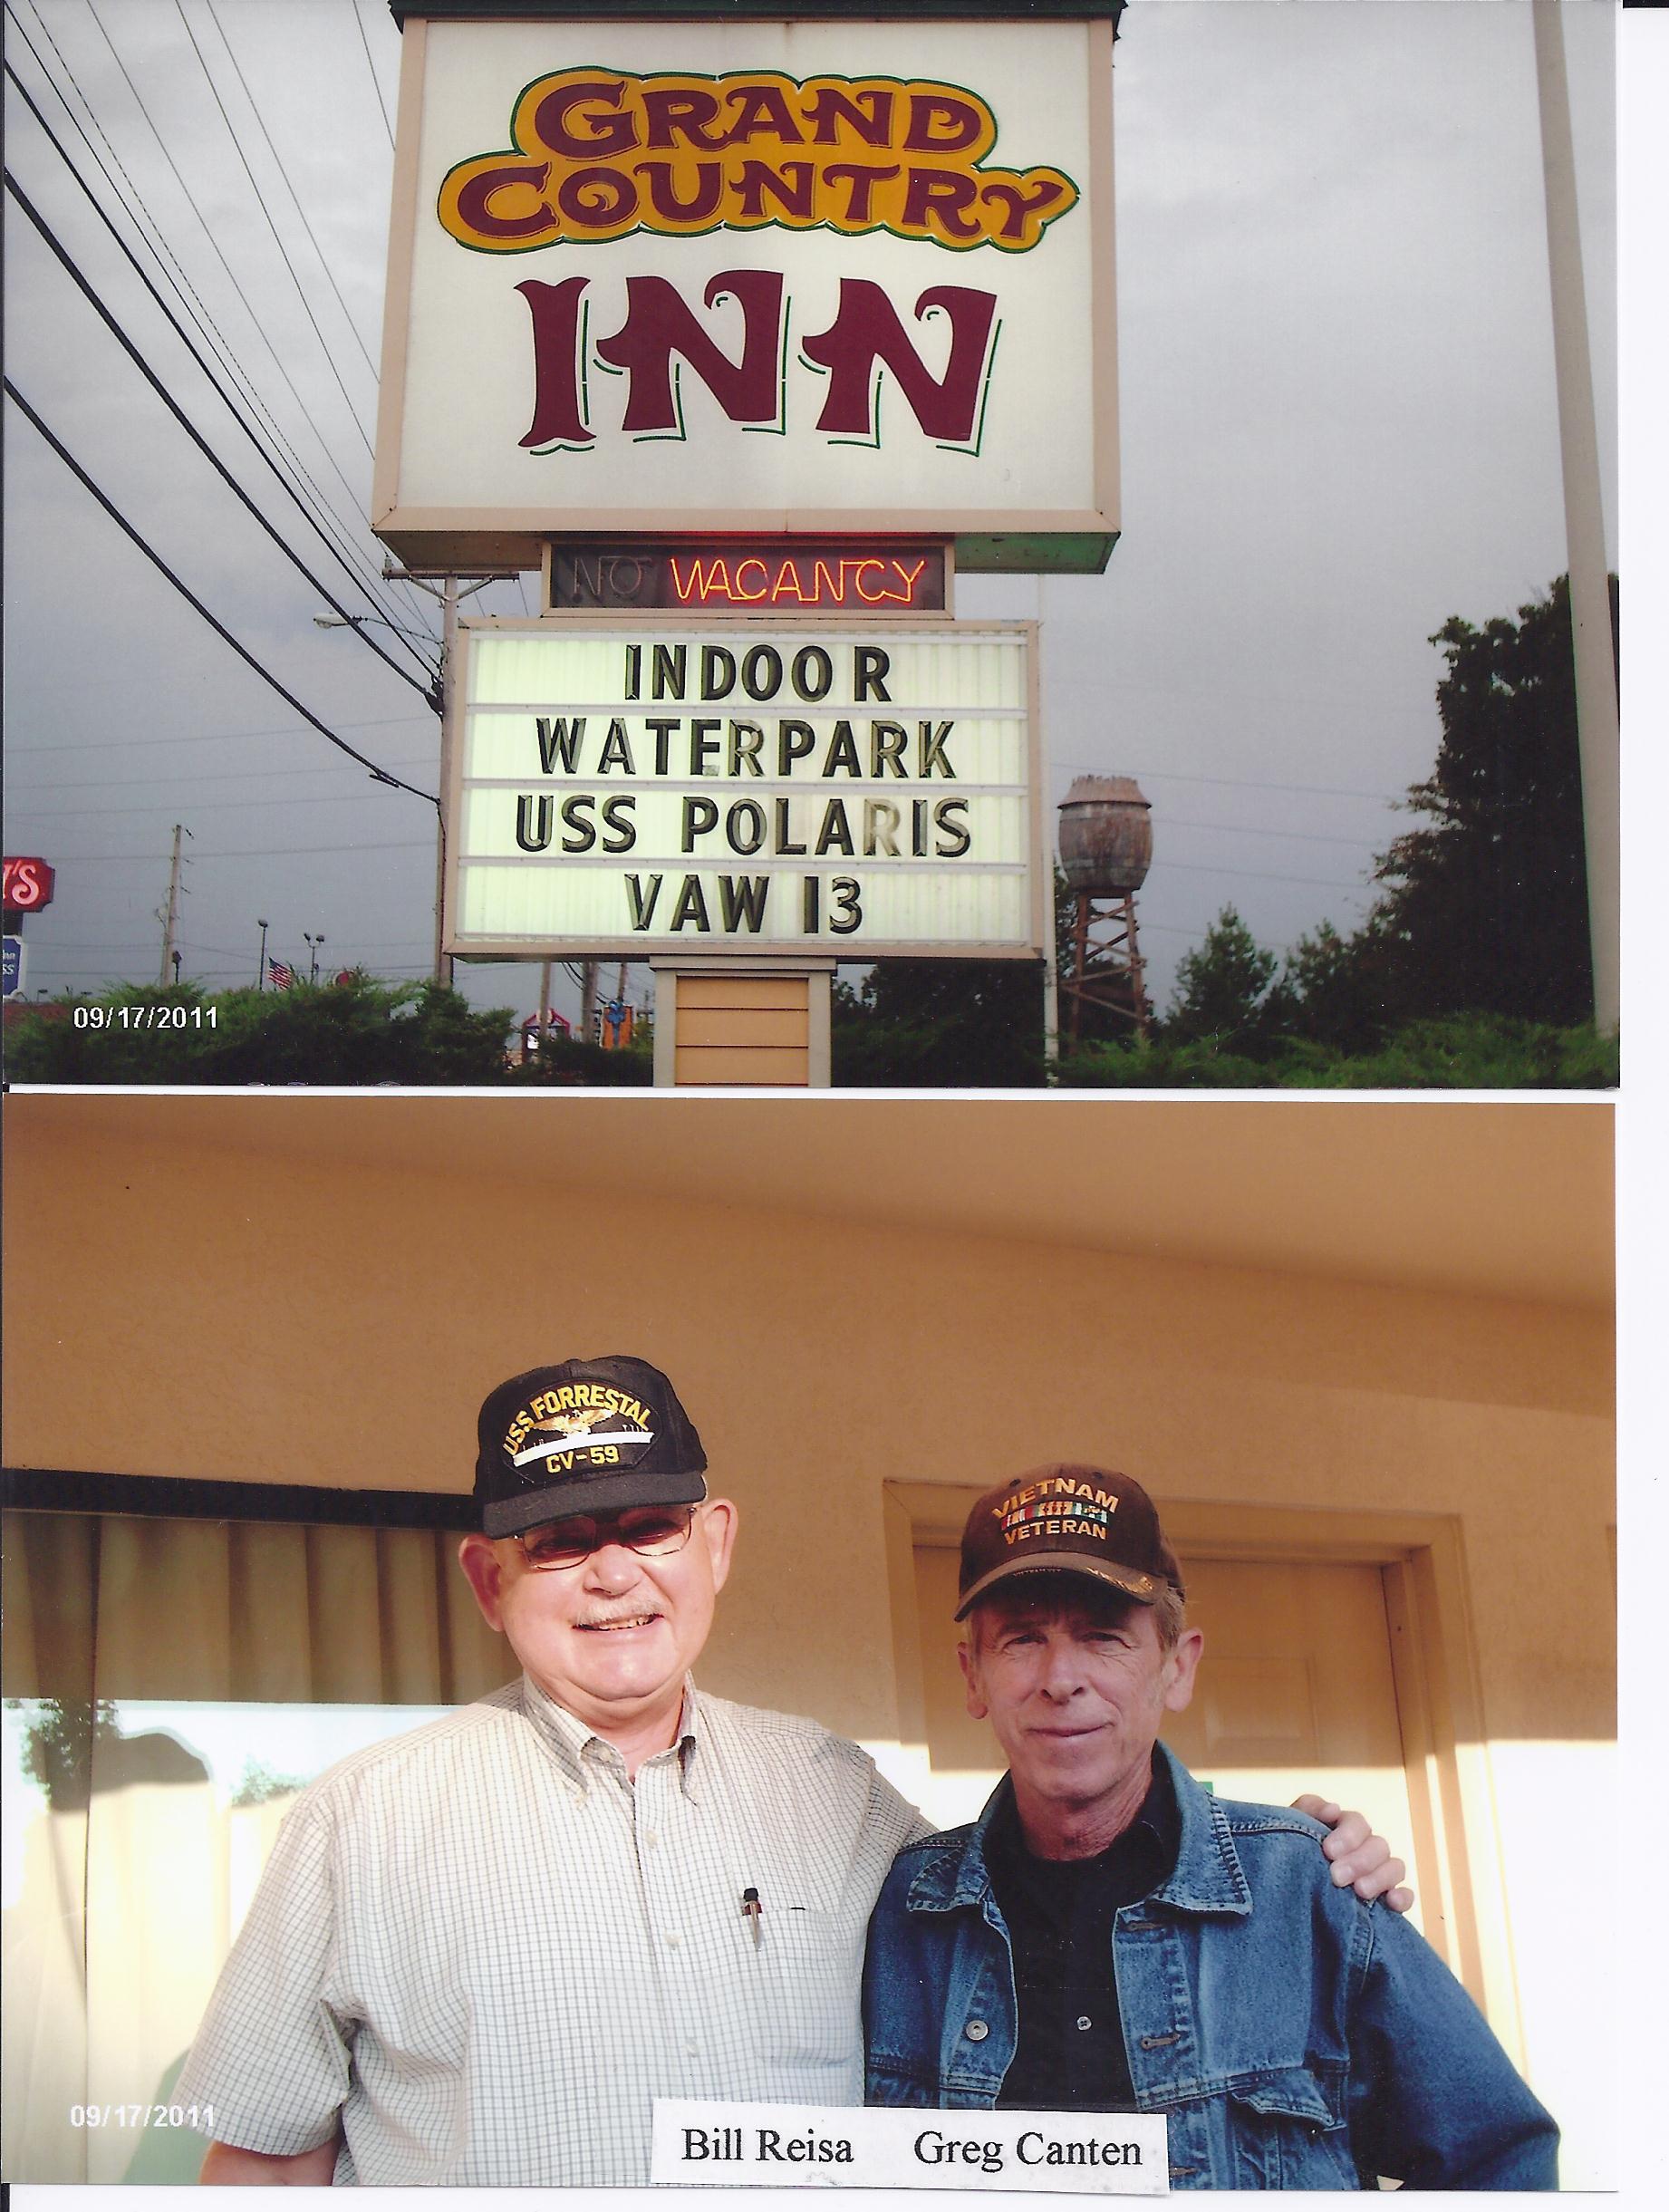 GRAND
COUNTRY
INN
NO VACANCY
INDOOR
WATERPARK
USS POLARIS
VAW 13
'S
09/17/2011
USS FORRESTAL
CV-59
VIETNAM
VETERAN
09/17/2011
Bill Reisa Greg Canten